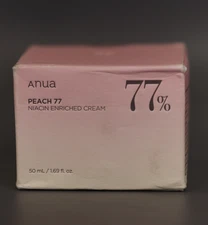 Anua
PEACH 77
NIACIN ENRICHED CREAM
77%
50 mL / 1.69 fl. oz.